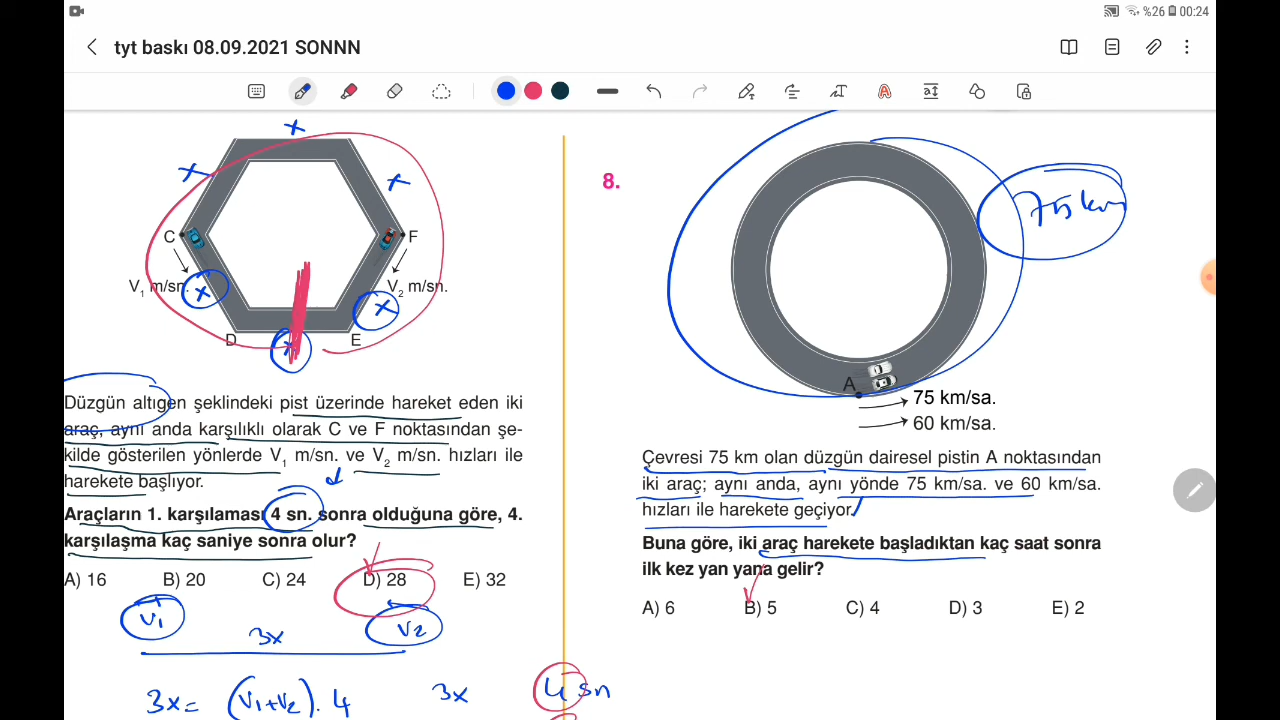 %26 00:24
tyt baskı 08.09.2021 SONNN
x
x
x
C
F
V1 m/sn.
x
V2 m/sn.
x
D
x
E
Düzgün altıgen şeklindeki pist üzerinde hareket eden iki
araç, aynı anda karşılıklı olarak C ve F noktasından şe-
kilde gösterilen yönlerde V1 m/sn. ve V2 m/sn. hızları ile
harekete başlıyor.
Araçların 1. karşılaması 4 sn. sonra olduğuna göre, 4.
karşılaşma kaç saniye sonra olur?
A) 16 B) 20 C) 24 D) 28 E) 32
V1 3x V2
3x = (V1+V2).4 3x 4 sn
8.
75 km
A
75 km/sa.
60 km/sa.
Çevresi 75 km olan düzgün dairesel pistin A noktasından
iki araç; aynı anda, aynı yönde 75 km/sa. ve 60 km/sa.
hızları ile harekete geçiyor.
Buna göre, iki araç harekete başladıktan kaç saat sonra
ilk kez yan yana gelir?
A) 6 B) 5 C) 4 D) 3 E) 2